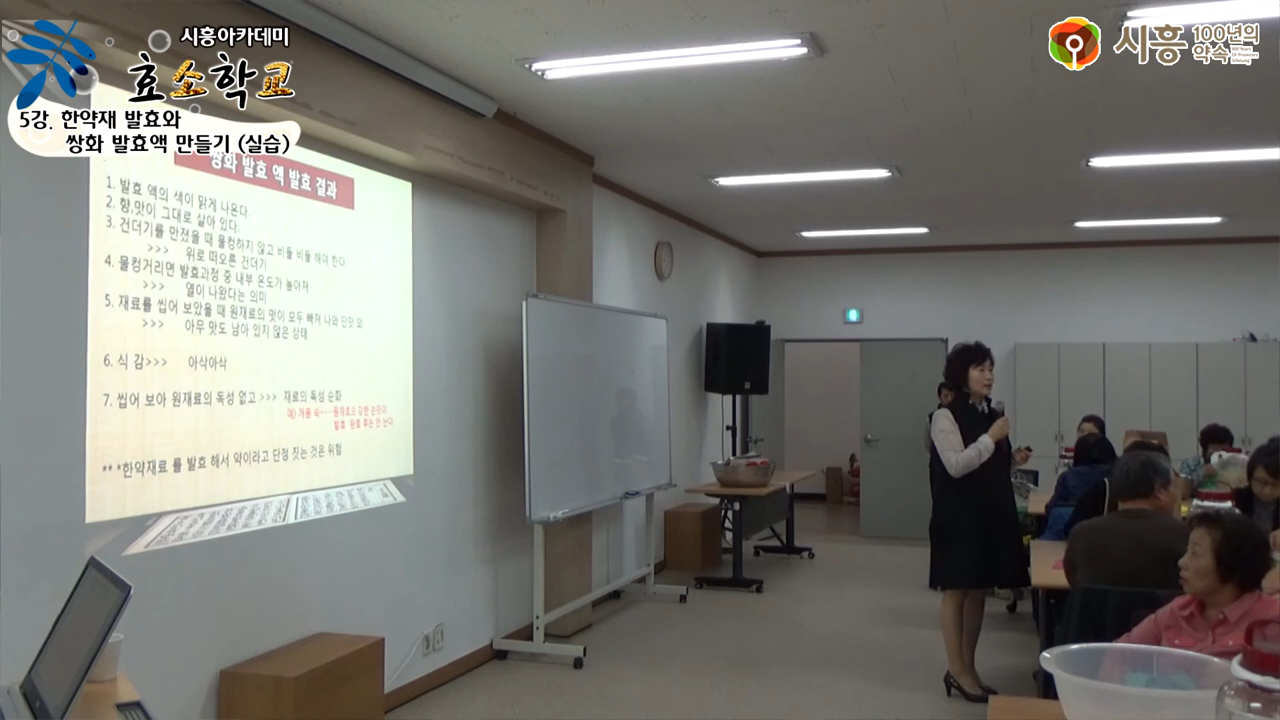 시흥아카데미
효소학교
5강. 한약재 발효와
쌍화 발효액 만들기 (실습)
시흥 100년의 약속
쌍화 발효 액 발효 결과
1. 발효 액의 색이 맑게 나온다.
2. 향,맛이 그대로 살아 있다.
3. 건더기를 만졌을 때 물컹하지 않고 비들 비들 해야 한다
>>> 위로 떠오른 건더기
4. 물컹거리면 발효과정 중 내부 온도가 높아져
>>> 열이 나왔다는 의미
5. 재료를 씹어 보았을 때 원재료의 맛이 모두 빠져 나와 단맛 외
>>> 아무 맛도 남아 있지 않은 상태
6. 식 감>>> 아삭아삭
7. 씹어 보아 원재료의 독성 없고 >>> 재료의 독성 순화
발효 완료 후는 안 난다
** *한약재료 를 발효 해서 약이라고 단정 짓는 것은 위험